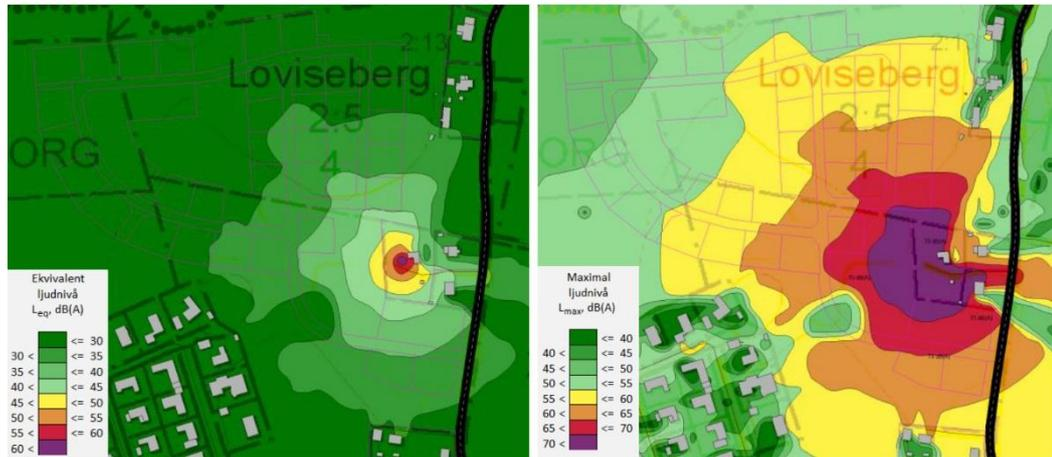 2:13
Loviseberg
2:5
4
ORG
Ekvivalent
ljudnivå
Leq, dB(A)
<= 30
30 < <= 35
35 < <= 40
40 < <= 45
45 < <= 50
50 < <= 55
55 < <= 60
60 <
2:1
Loviseberg
2:5
4
ORG
Maximal
ljudnivå
Lmax, dB(A)
<= 40
40 < <= 45
45 < <= 50
50 < <= 55
55 < <= 60
60 < <= 65
65 < <= 70
70 <